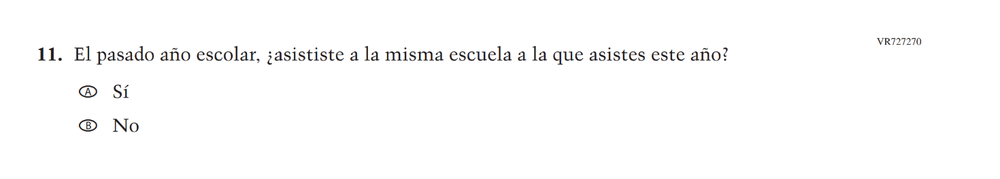 VR727270
11. El pasado año escolar, ¿asististe a la misma escuela a la que asistes este año?
A Sí
B No